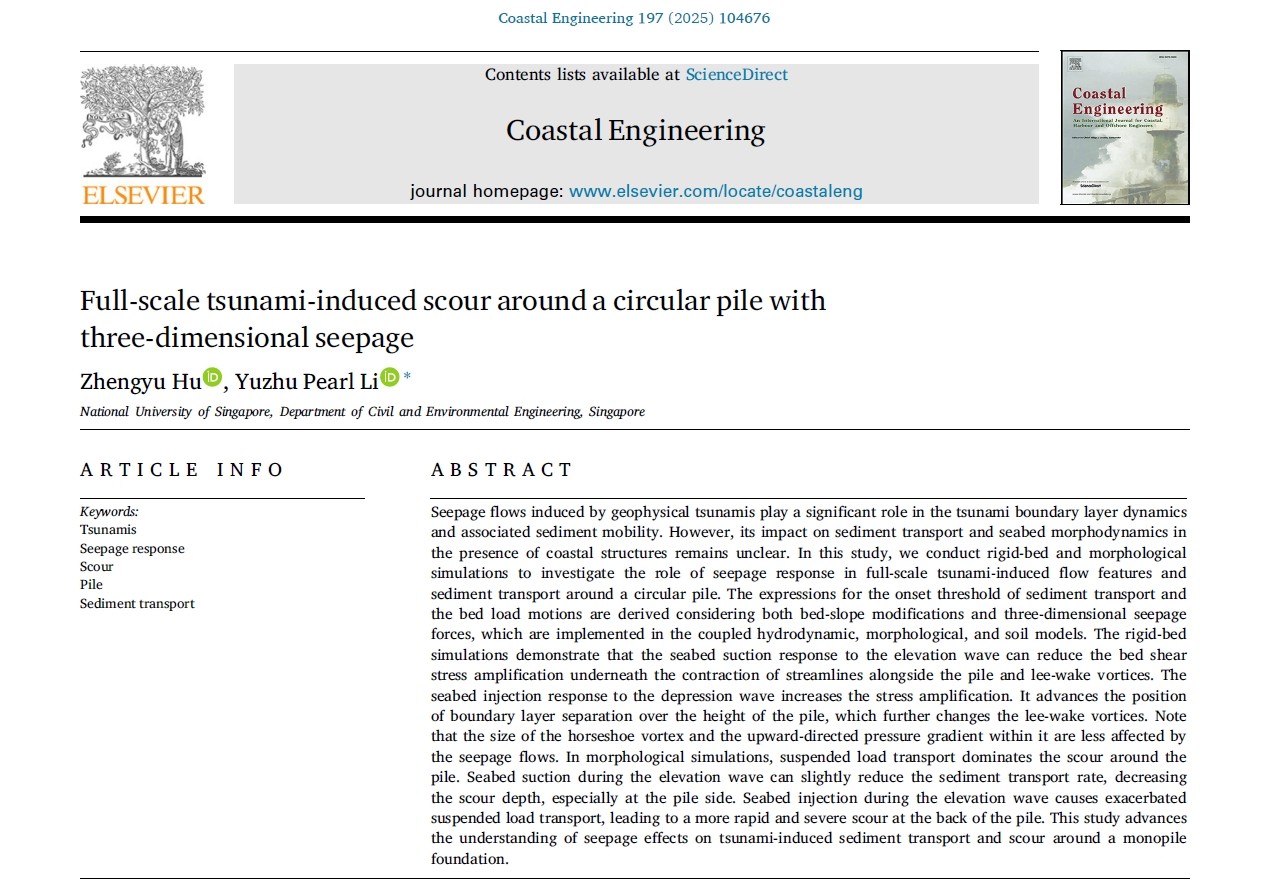 Coastal Engineering 197 (2025) 104676
Contents lists available at ScienceDirect
Coastal Engineering
journal homepage: www.elsevier.com/locate/coastaleng
ELSEVIER
Coastal
Engineering
An International Journal for Coastal,
Harbour and Offshore Engineers
Full-scale tsunami-induced scour around a circular pile with
three-dimensional seepage
Zhengyu Hu, Yuzhu Pearl Li *
National University of Singapore, Department of Civil and Environmental Engineering, Singapore
ARTICLE INFO
Keywords:
Tsunamis
Seepage response
Scour
Pile
Sediment transport
ABSTRACT
Seepage flows induced by geophysical tsunamis play a significant role in the tsunami boundary layer dynamics
and associated sediment mobility. However, its impact on sediment transport and seabed morphodynamics in
the presence of coastal structures remains unclear. In this study, we conduct rigid-bed and morphological
simulations to investigate the role of seepage response in full-scale tsunami-induced flow features and
sediment transport around a circular pile. The expressions for the onset threshold of sediment transport and
the bed load motions are derived considering both bed-slope modifications and three-dimensional seepage
forces, which are implemented in the coupled hydrodynamic, morphological, and soil models. The rigid-bed
simulations demonstrate that the seabed suction response to the elevation wave can reduce the bed shear
stress amplification underneath the contraction of streamlines alongside the pile and lee-wake vortices. The
seabed injection response to the depression wave increases the stress amplification. It advances the position
of boundary layer separation over the height of the pile, which further changes the lee-wake vortices. Note
that the size of the horseshoe vortex and the upward-directed pressure gradient within it are less affected by
the seepage flows. In morphological simulations, suspended load transport dominates the scour around the
pile. Seabed suction during the elevation wave can slightly reduce the sediment transport rate, decreasing
the scour depth, especially at the pile side. Seabed injection during the elevation wave causes exacerbated
suspended load transport, leading to a more rapid and severe scour at the back of the pile. This study advances
the understanding of seepage effects on tsunami-induced sediment transport and scour around a monopile
foundation.